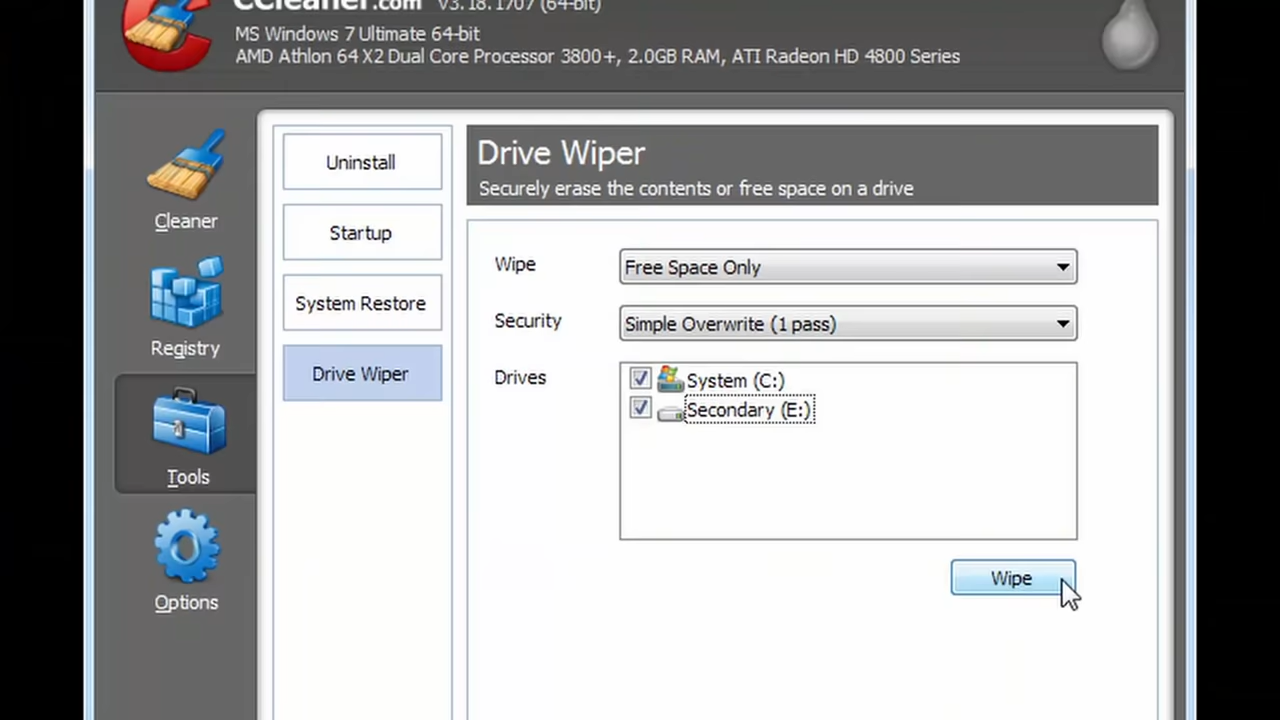 CCleaner.com v3.18.1707 (64-bit)
MS Windows 7 Ultimate 64-bit
AMD Athlon 64 X2 Dual Core Processor 3800+, 2.0GB RAM, ATI Radeon HD 4800 Series
Cleaner
Registry
Tools
Options
Uninstall
Startup
System Restore
Drive Wiper
Drive Wiper
Securely erase the contents or free space on a drive
Wipe Free Space Only
Security Simple Overwrite (1 pass)
Drives System (C:)
Secondary (E:)
Wipe